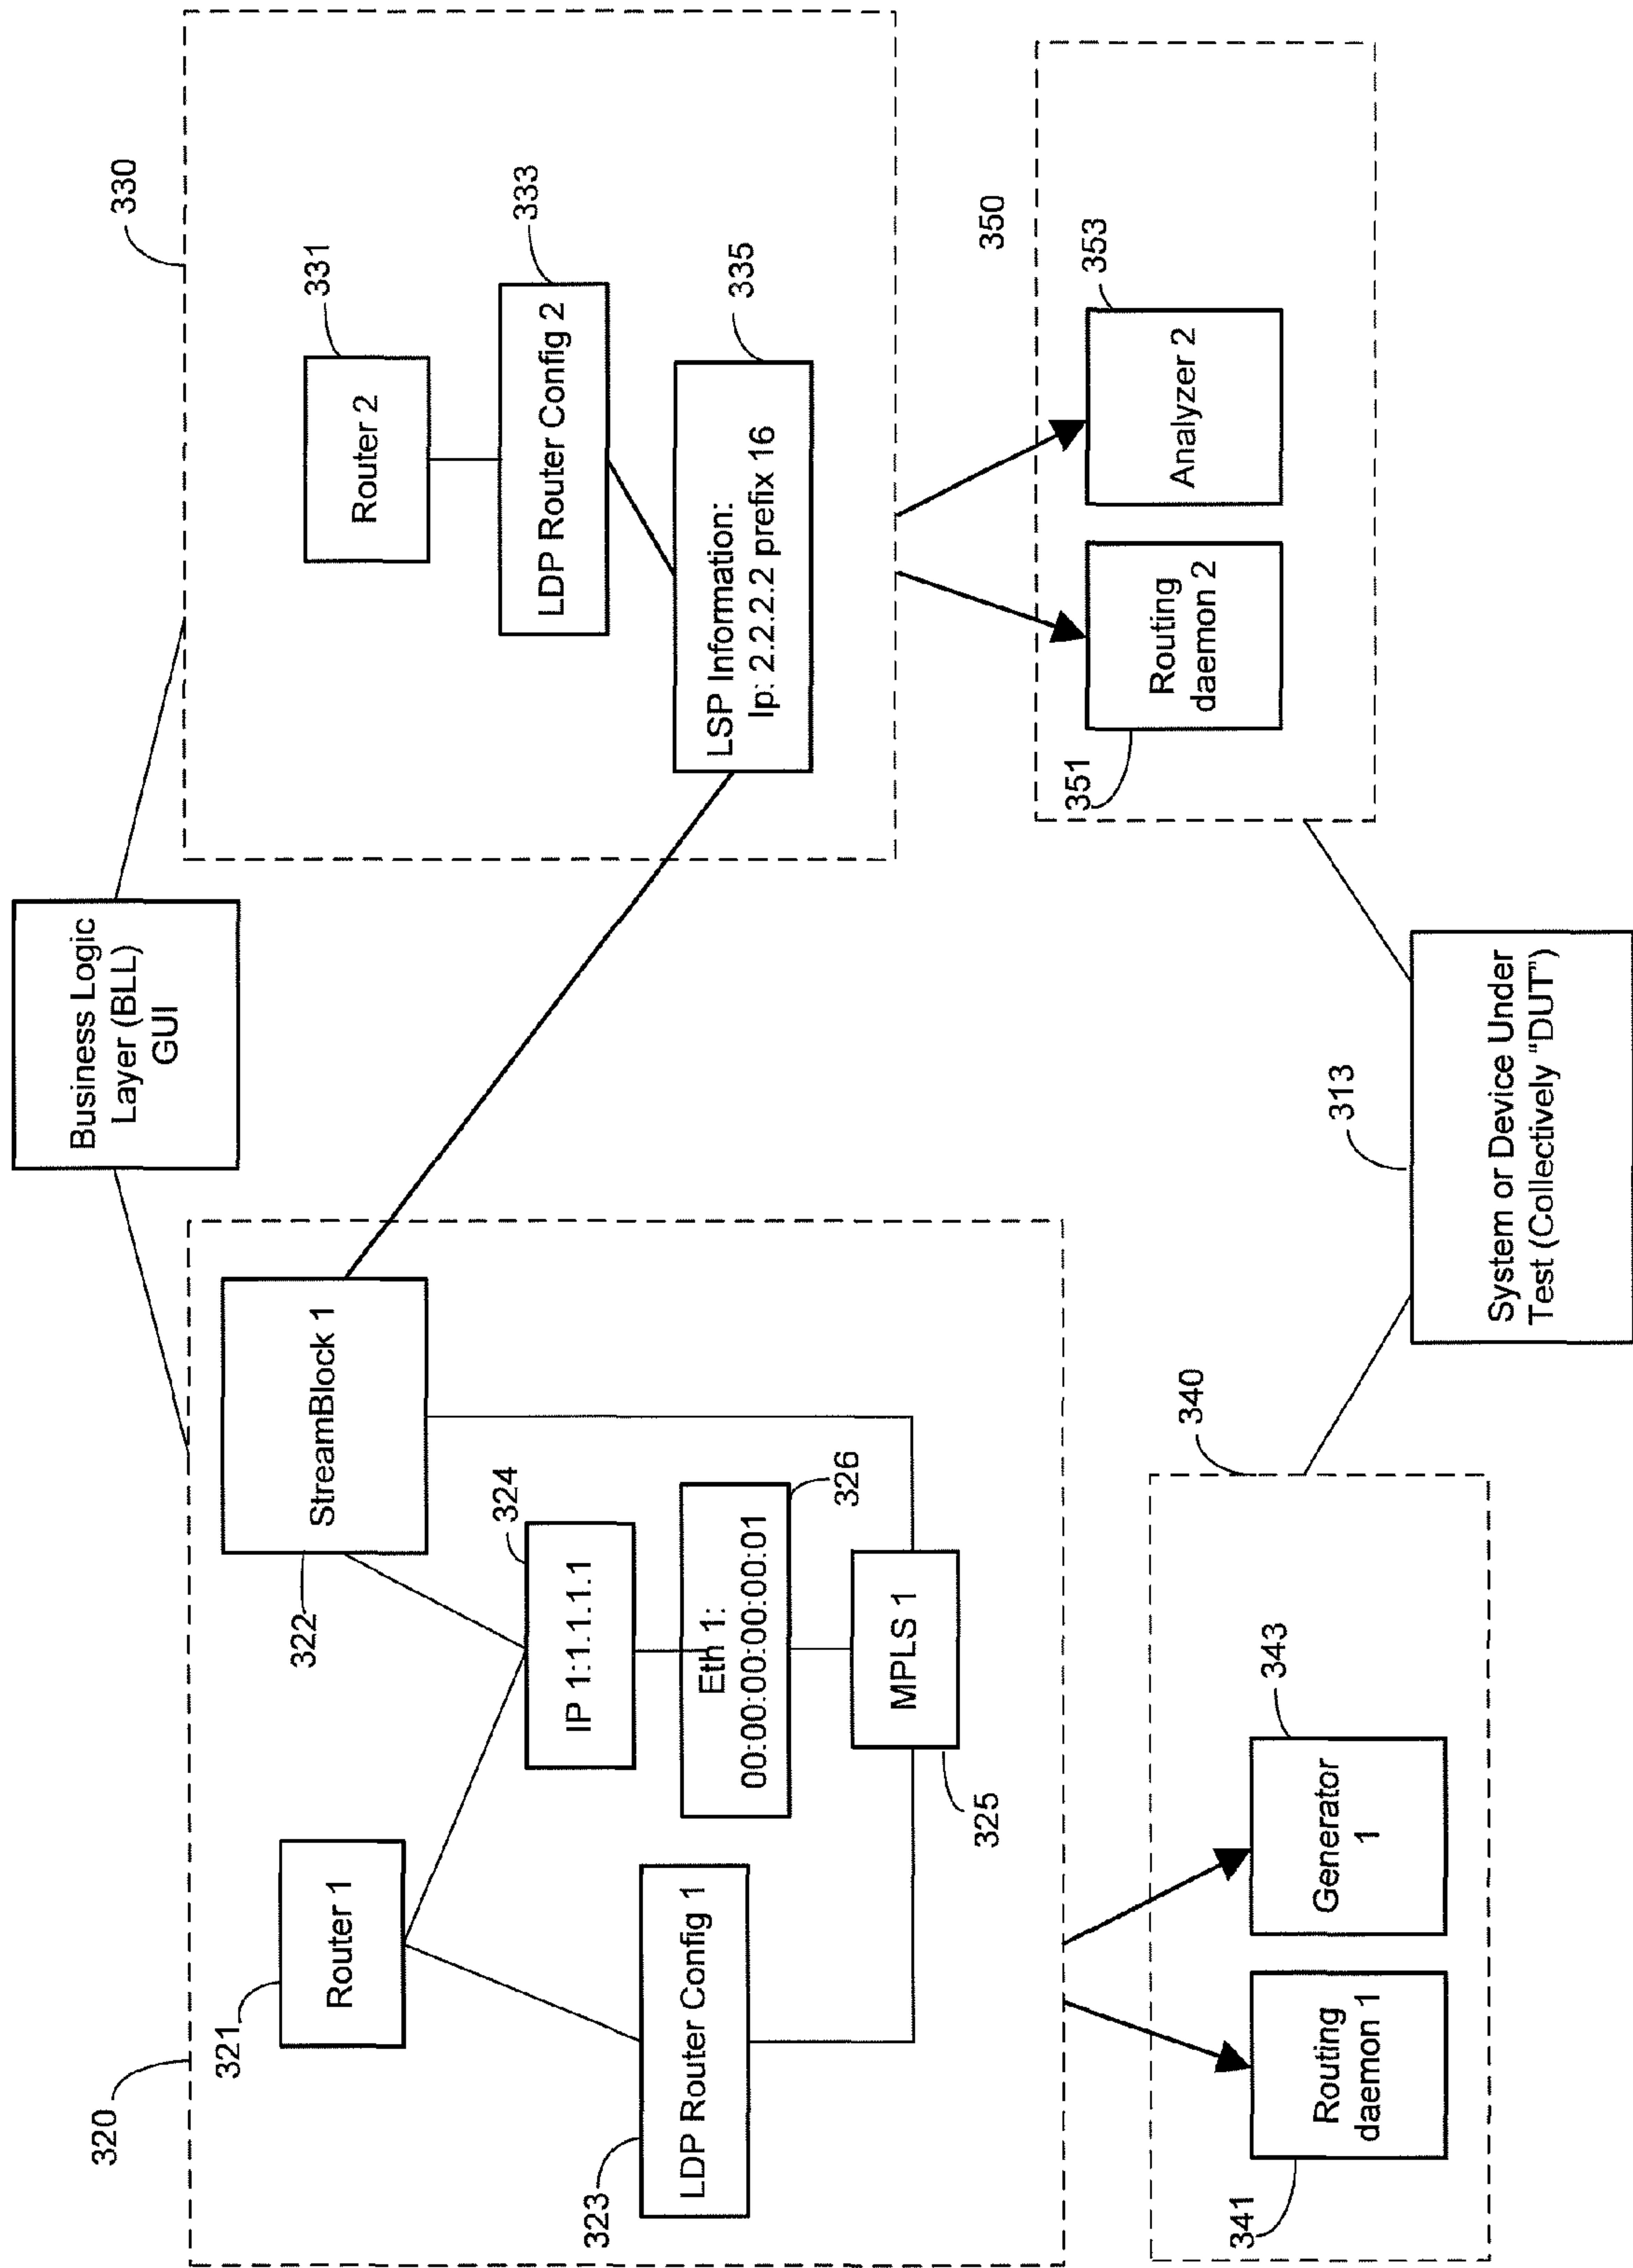 Business Logic
Layer (BLL)
GUI
320
321
Router 1
322
StreamBlock 1
323
LDP Router Config 1
324
IP 1:1.1.1.1
Eth 1:
00:00:00:00:00:01
326
MPLS 1
325
330
331
Router 2
333
LDP Router Config 2
335
LSP Information:
Ip: 2.2.2.2 prefix 16
340
341
Routing
daemon 1
343
Generator
1
350
351
Routing
daemon 2
353
Analyzer 2
313
System or Device Under
Test (Collectively "DUT")